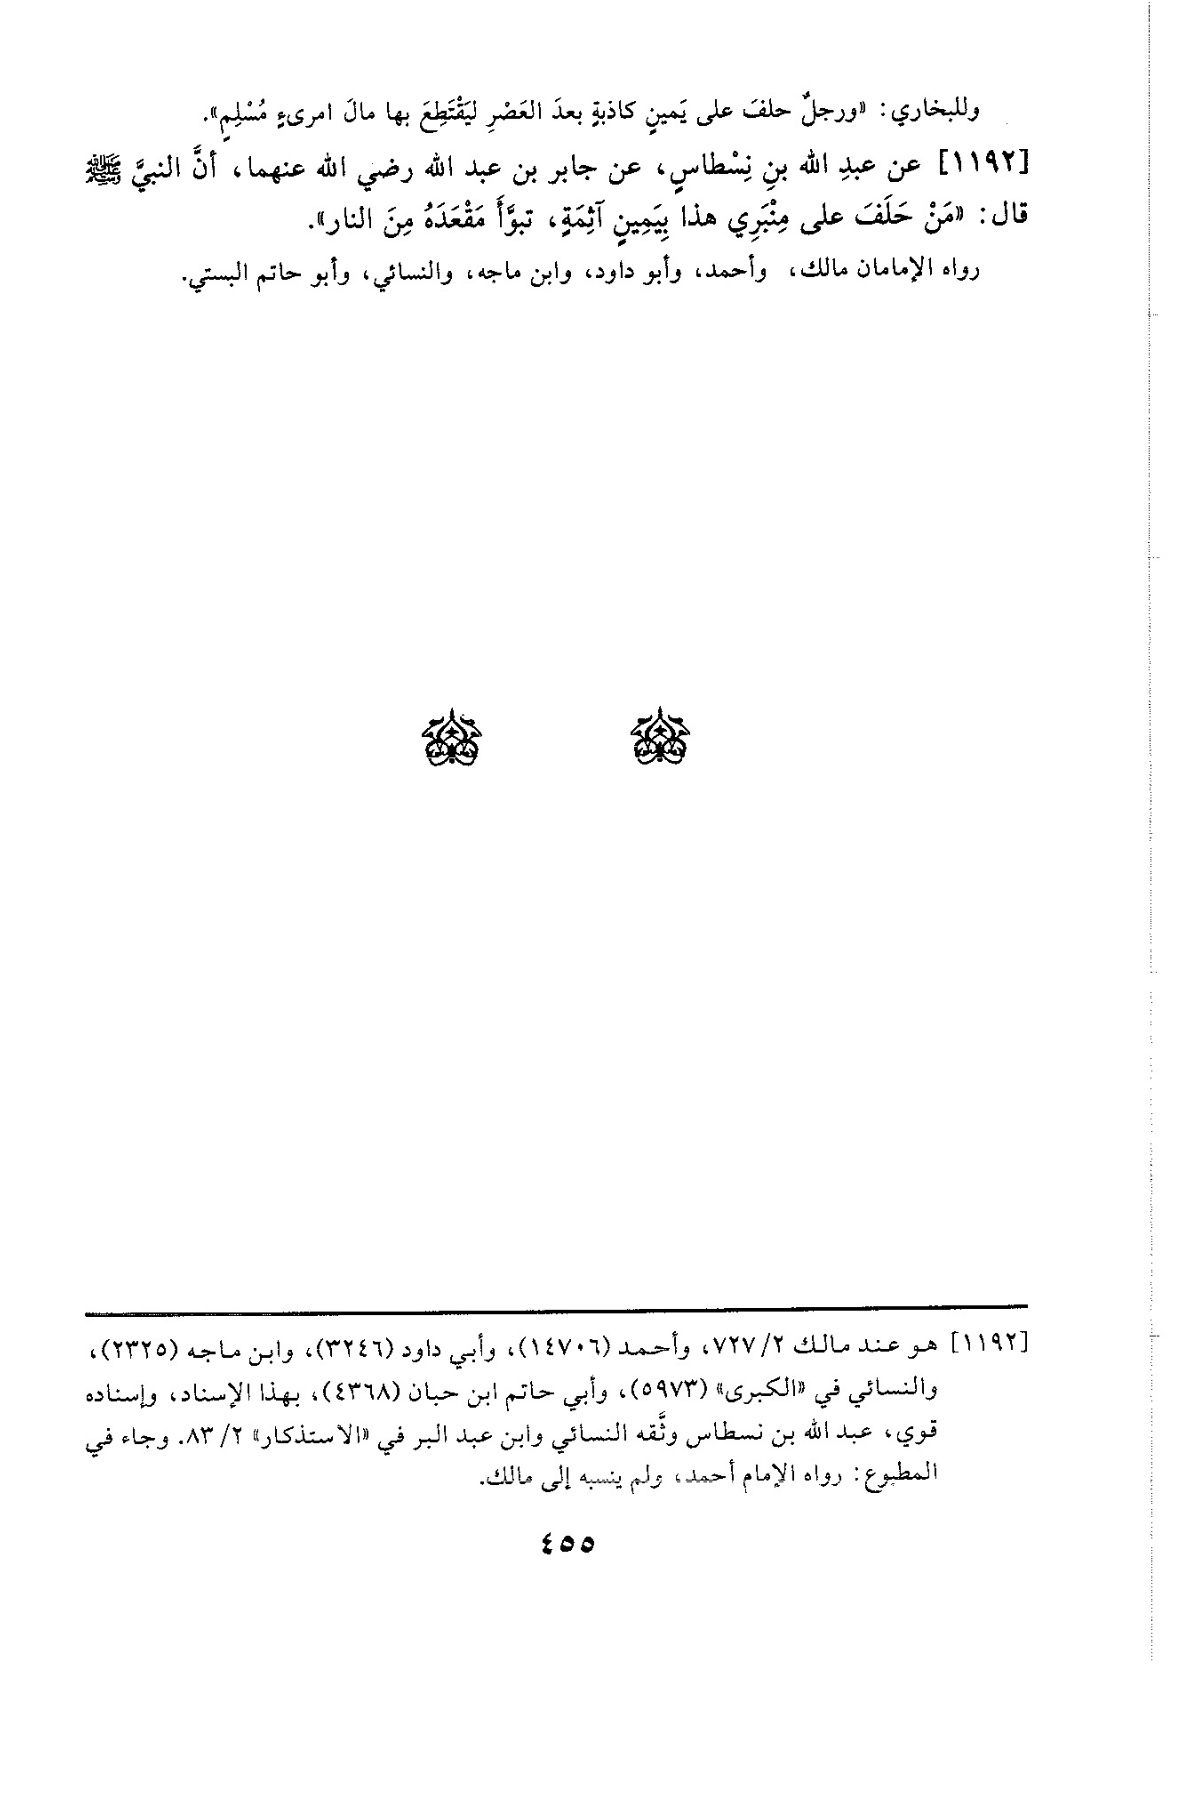 وللبخاري: «ورجلٌ حلفَ على يَمينٍ كاذبةٍ بعدَ العَصْرِ ليَقْتَطِعَ بها مالَ امرىءٍ مُسْلِمٍ».
[١١٩٢] عن عبدِ الله بنِ نِسْطاسٍ، عن جابر بن عبد الله رضي الله عنهما، أنَّ النبيَّ ﷺ
قال: «مَنْ حَلَفَ على مِنْبَرِي هذا بِيَمِينٍ آثِمَةٍ، تبوَّأَ مَقْعَدَهُ مِنَ النار».
رواه الإمامان مالك، وأحمد، وأبو داود، وابن ماجه، والنسائي، وأبو حاتم البستي.
[١١٩٢] هو عند مالك ٢/ ٧٢٧، وأحمد (١٤٧٠٦)، وأبي داود (٣٢٤٦)، وابن ماجه (٢٣٢٥)،
والنسائي في «الكبرى» (٥٩٧٣)، وأبي حاتم ابن حبان (٤٣٦٨)، بهذا الإسناد، وإسناده
قوي، عبد الله بن نسطاس وثَّقه النسائي وابن عبد البر في «الاستذكار» ٢/ ٨٣. وجاء في
المطبوع: رواه الإمام أحمد، ولم ينسبه إلى مالك.
٤٥٥